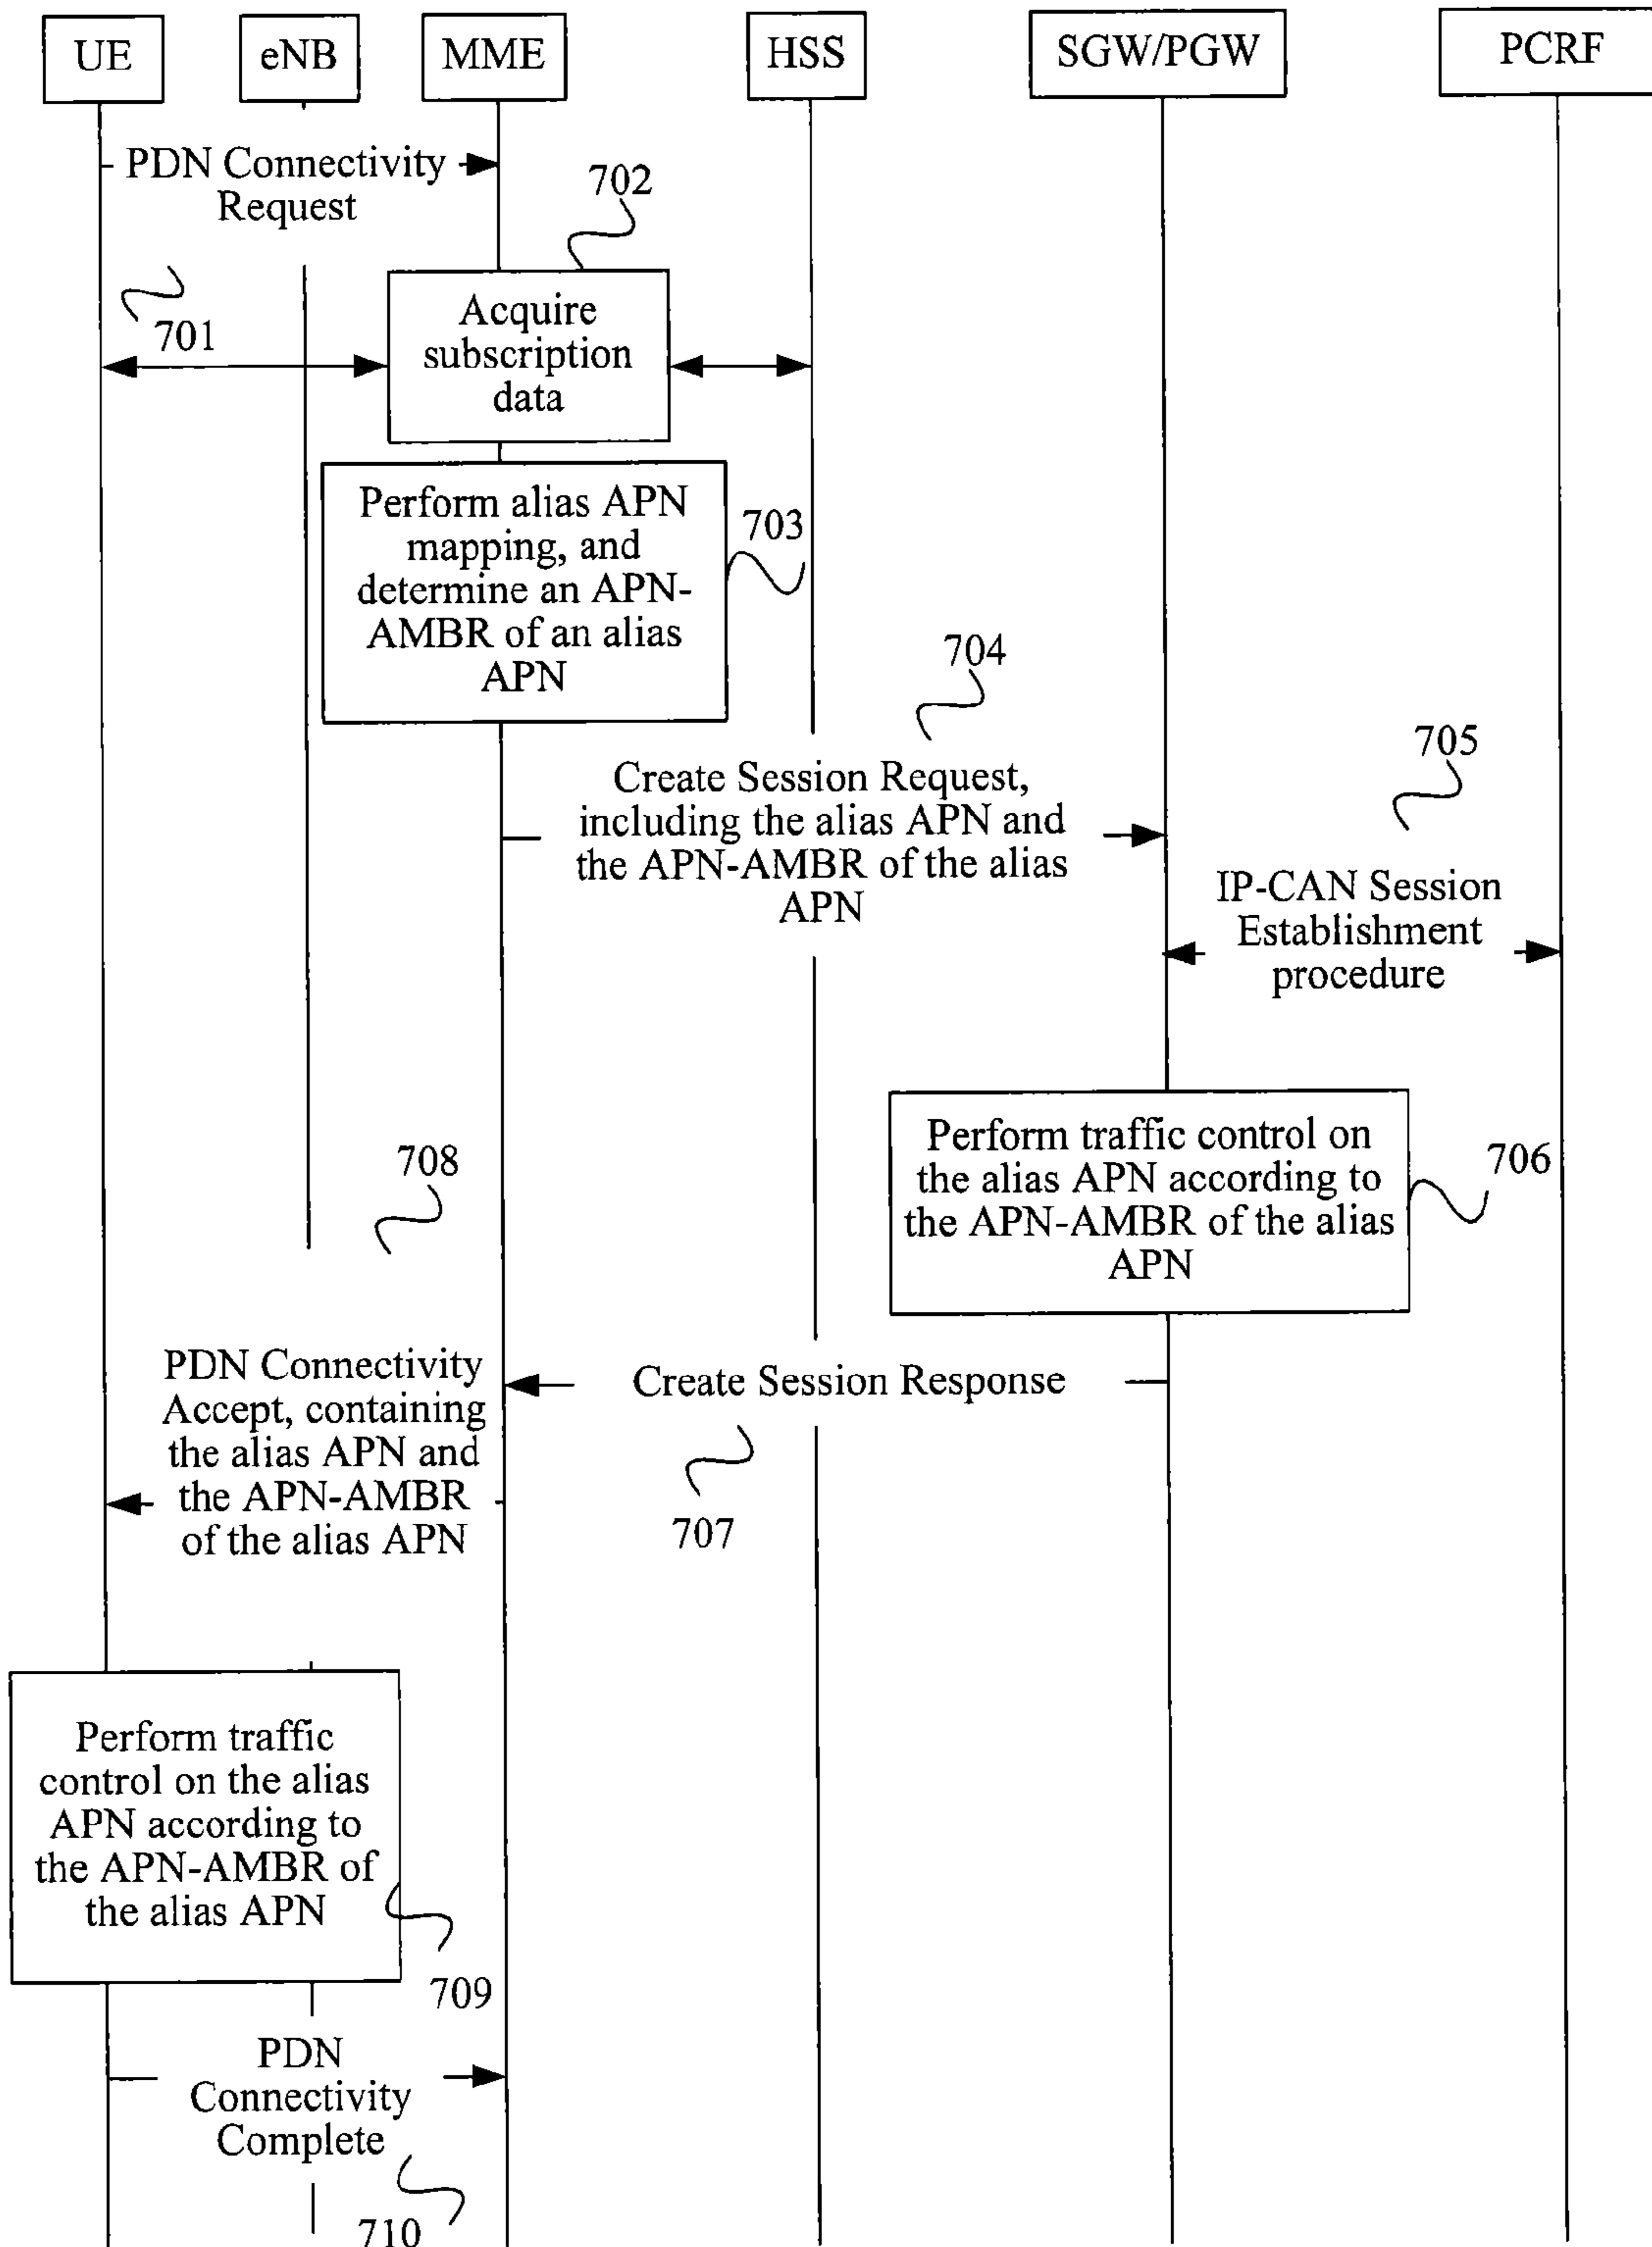 UE
eNB
MME
HSS
SGW/PGW
PCRF
PDN Connectivity
Request
701
702
Acquire
subscription
data
Perform alias APN
mapping, and
determine an APN-
AMBR of an alias
APN
703
704
Create Session Request,
including the alias APN and
the APN-AMBR of the alias
APN
705
IP-CAN Session
Establishment
procedure
Perform traffic control on
the alias APN according to
the APN-AMBR of the alias
APN
706
Create Session Response
707
708
PDN Connectivity
Accept, containing
the alias APN and
the APN-AMBR
of the alias APN
Perform traffic
control on the alias
APN according to
the APN-AMBR of
the alias APN
709
PDN
Connectivity
Complete
710